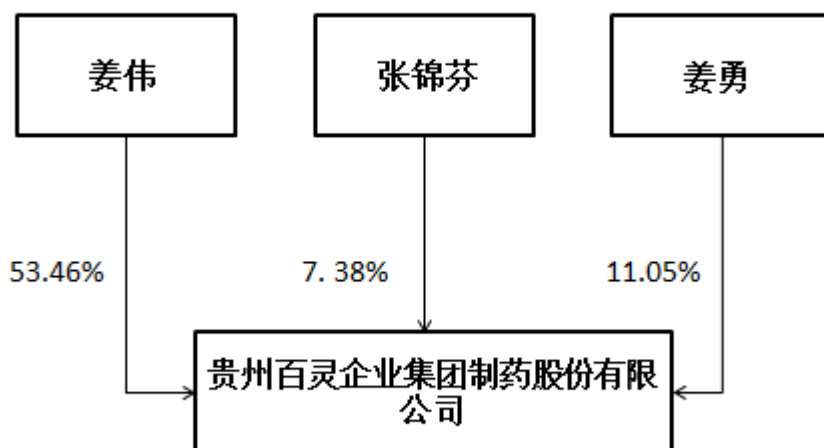 姜伟
张锦芬
姜勇
53.46%
7. 38%
11.05%
贵州百灵企业集团制药股份有限
公司